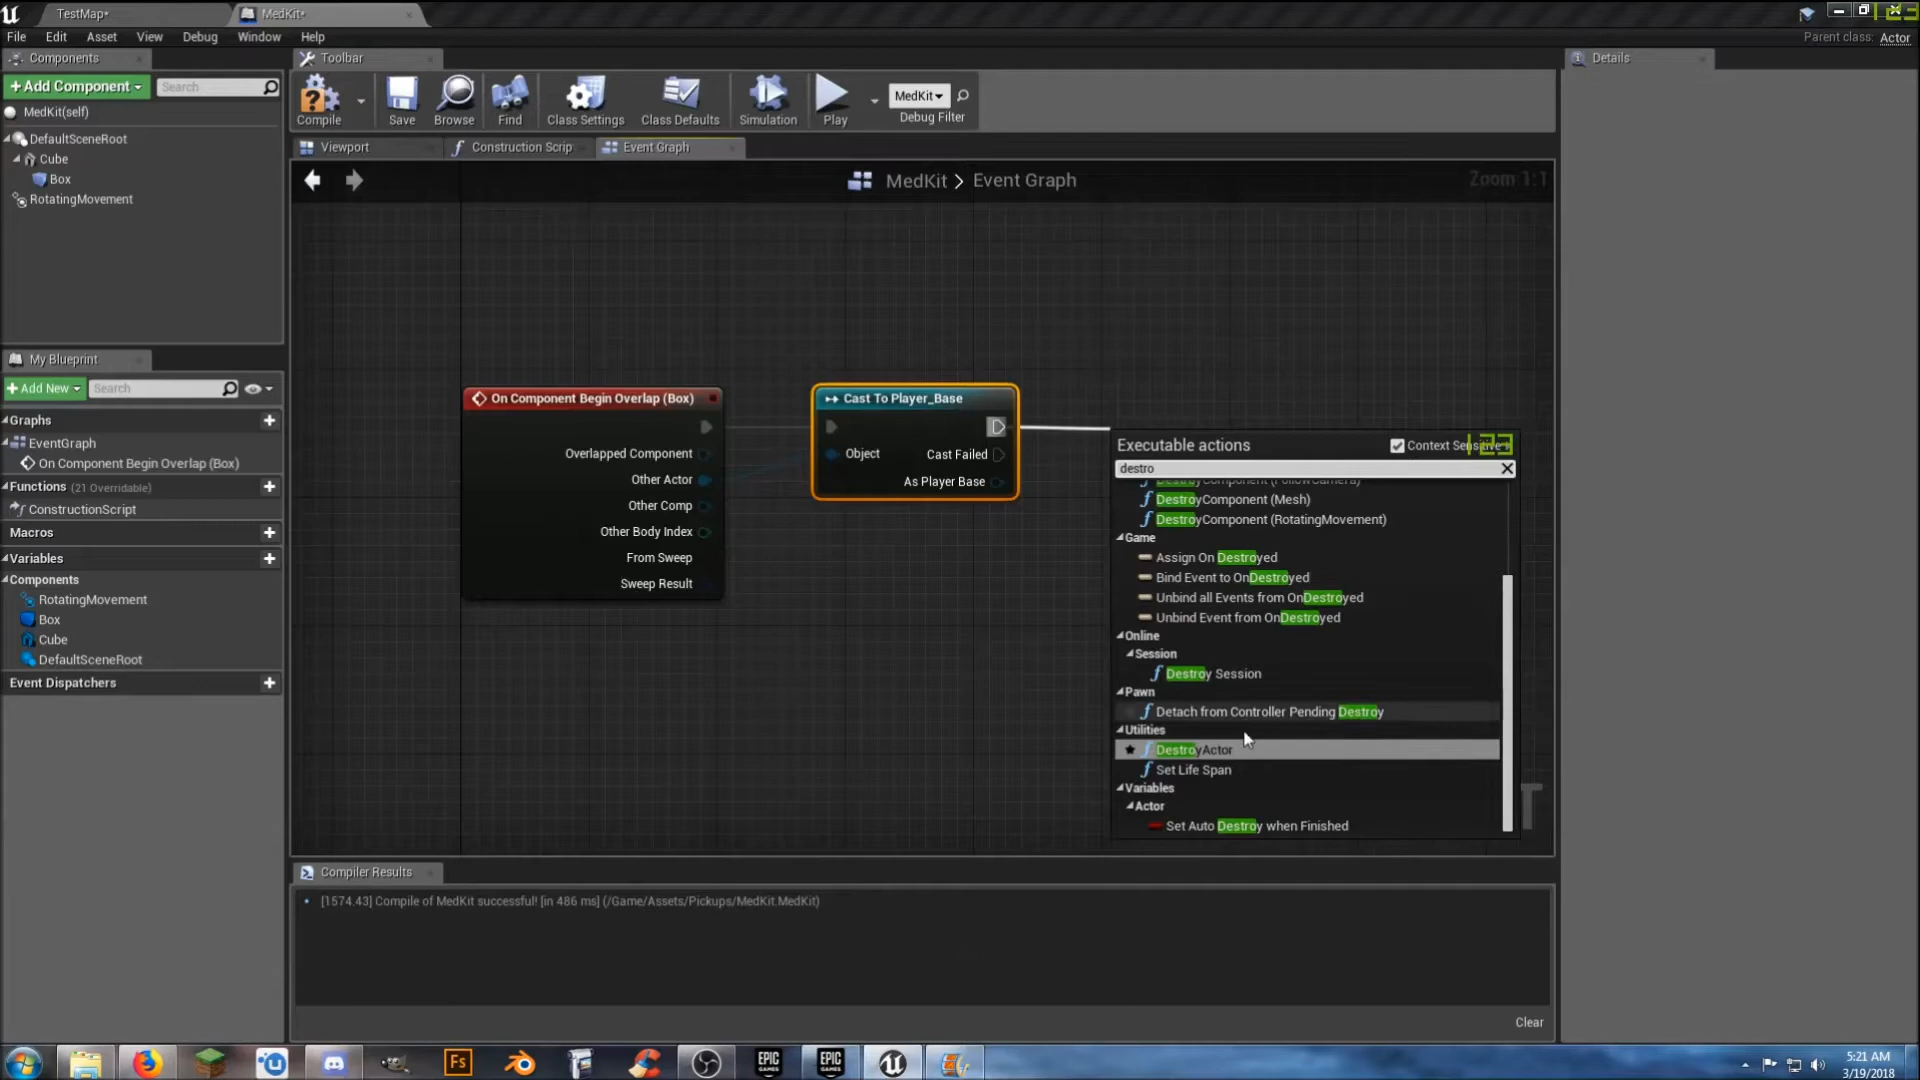 TestMap*
MedKit*
123
File Edit Asset View Debug Window Help
Parent class: Actor
Components
Toolbar
Details
+Add Component
Search
MedKit(self)
DefaultSceneRoot
Cube
Box
RotatingMovement
Compile
Save
Browse
Find
Class Settings
Class Defaults
Simulation
Play
MedKit
Debug Filter
Viewport
Construction Scrip
Event Graph
MedKit > Event Graph
Zoom 1:1
My Blueprint
+Add New
Search
Graphs
EventGraph
On Component Begin Overlap (Box)
Functions (21 Overridable)
ConstructionScript
Macros
Variables
Components
RotatingMovement
Box
Cube
DefaultSceneRoot
Event Dispatchers
On Component Begin Overlap (Box)
Overlapped Component
Other Actor
Other Comp
Other Body Index
From Sweep
Sweep Result
Cast To Player_Base
Object
Cast Failed
As Player Base
Executable actions
Context Sensitive
123
destro
DestroyComponent (FollowCamera)
DestroyComponent (Mesh)
DestroyComponent (RotatingMovement)
Game
Assign On Destroyed
Bind Event to OnDestroyed
Unbind all Events from OnDestroyed
Unbind Event from OnDestroyed
Online
Session
Destroy Session
Pawn
Detach from Controller Pending Destroy
Utilities
DestroyActor
Set Life Span
Variables
Actor
Set Auto Destroy when Finished
Compiler Results
[1574.43] Compile of MedKit successful! [in 486 ms] (/Game/Assets/Pickups/MedKit.MedKit)
Clear
Fs
EPIC GAMES
EPIC GAMES
5:21 AM
3/19/2018